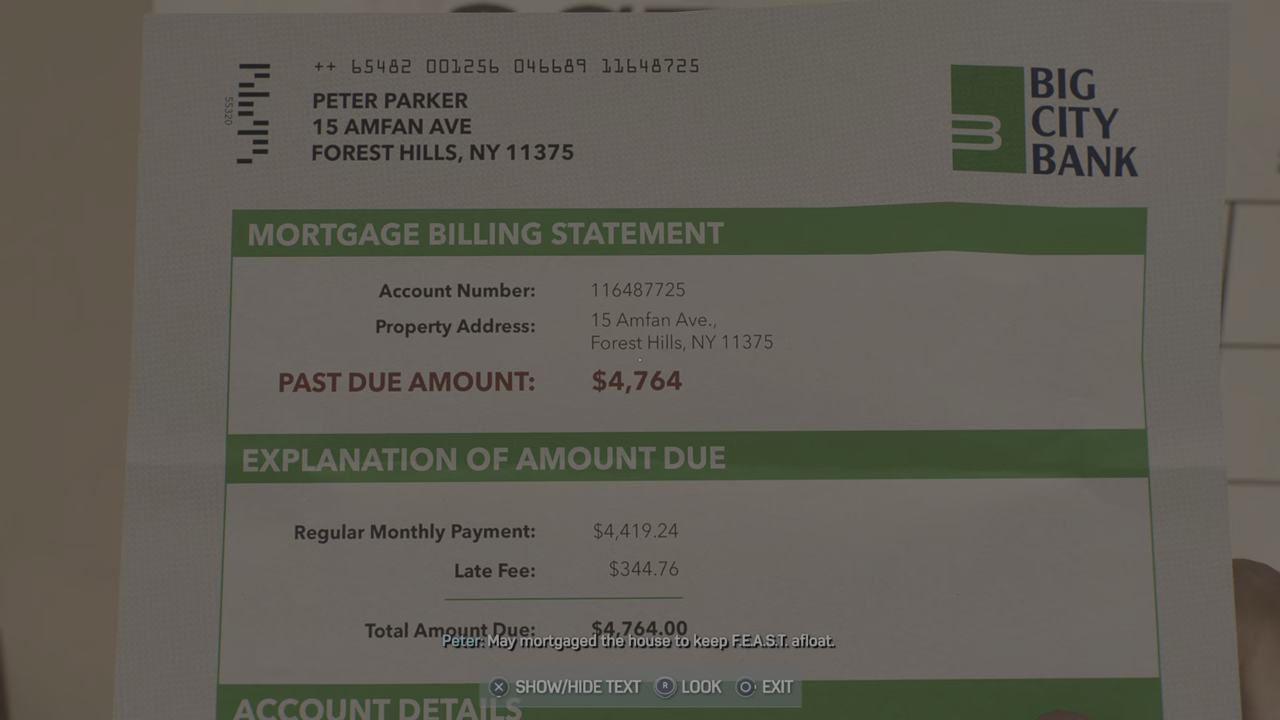 ++ 65482 001256 046689 11648725
55320
PETER PARKER
15 AMFAN AVE
FOREST HILLS, NY 11375
BIG
CITY
BANK
MORTGAGE BILLING STATEMENT
Account Number: 116487725
Property Address: 15 Amfan Ave.,
Forest Hills, NY 11375
PAST DUE AMOUNT: $4,764
EXPLANATION OF AMOUNT DUE
Regular Monthly Payment: $4,419.24
Late Fee: $344.76
Total Amount Due: $4,764.00
Peter: May mortgaged the house to keep F.E.A.S.T. afloat.
SHOW/HIDE TEXT R LOOK EXIT
ACCOUNT DETAILS